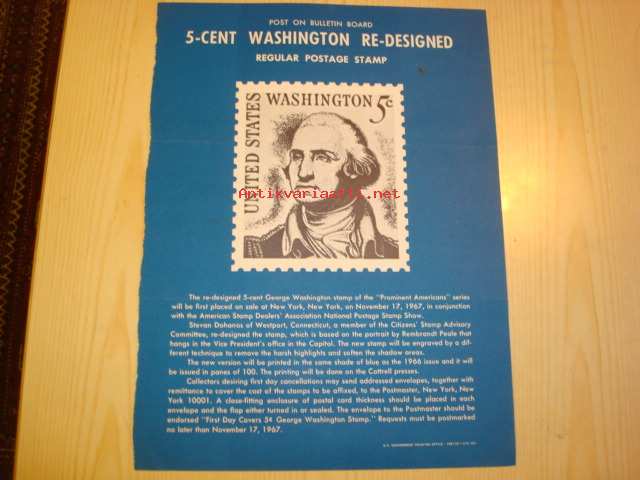 POST ON BULLETIN BOARD
5-CENT WASHINGTON RE-DESIGNED
REGULAR POSTAGE STAMP
UNITED STATES
WASHINGTON 5c
Antikvariaatti.net
The re-designed 5-cent George Washington stamp of the "Prominent Americans" series
will be first placed on sale at New York, New York, on November 17, 1967, in conjunction
with the American Stamp Dealers' Association National Postage Stamp Show.
Stevan Dohanos of Westport, Connecticut, a member of the Citizens' Stamp Advisory
Committee, re-designed the stamp, which is based on the portrait by Rembrandt Peale that
hangs in the Vice President's office in the Capitol. The new stamp will be engraved by a dif-
ferent technique to remove the harsh highlights and soften the shadow areas.
The new version will be printed in the same shade of blue as the 1966 issue and it will
be issued in panes of 100. The printing will be done on the Cottrell presses.
Collectors desiring first day cancellations may send addressed envelopes, together with
remittance to cover the cost of the stamps to be affixed, to the Postmaster, New York, New
York 10001. A close-fitting enclosure of postal card thickness should be placed in each
envelope and the flap either turned in or sealed. The envelope to the Postmaster should be
endorsed "First Day Covers 5¢ George Washington Stamp." Requests must be postmarked
no later than November 17, 1967.
U.S. GOVERNMENT PRINTING OFFICE